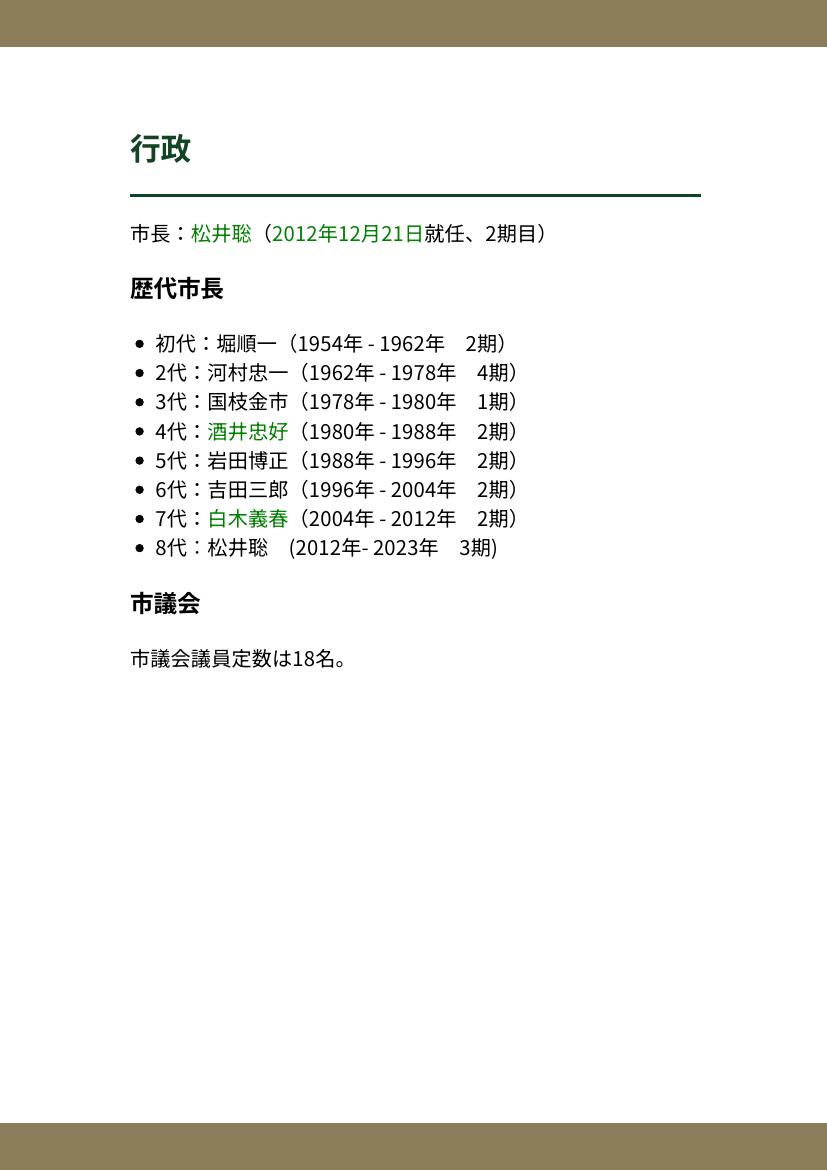 行政
市長：松井聡（2012年12月21日就任、2期目）
歴代市長
初代：堀順一（1954年 - 1962年　2期）
2代：河村忠一（1962年 - 1978年　4期）
3代：国枝金市（1978年 - 1980年　1期）
4代：酒井忠好（1980年 - 1988年　2期）
5代：岩田博正（1988年 - 1996年　2期）
6代：吉田三郎（1996年 - 2004年　2期）
7代：白木義春（2004年 - 2012年　2期）
8代：松井聡　(2012年- 2023年　3期)
市議会
市議会議員定数は18名。